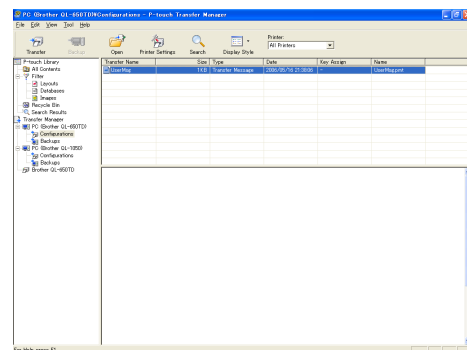 PC (Brother QL-650TD)¥Configurations - P-touch Transfer Manager
File Edit View Tool Help
Transfer
Backup
Open
Printer Settings
Search
Display Style
Printer:
All Printers
P-touch Library
All Contents
Filter
Layouts
Databases
Images
Recycle Bin
Search Results
Transfer Manager
PC (Brother QL-650TD)
Configurations
Backups
PC (Brother QL-1050)
Configurations
Backups
Brother QL-650TD
Transfer Name Size Type Date Key Assign Name
UserMsg 1KB Transfer Message 2006/05/16 21:30:06 - UserMsg.pmt
For Help, press F1